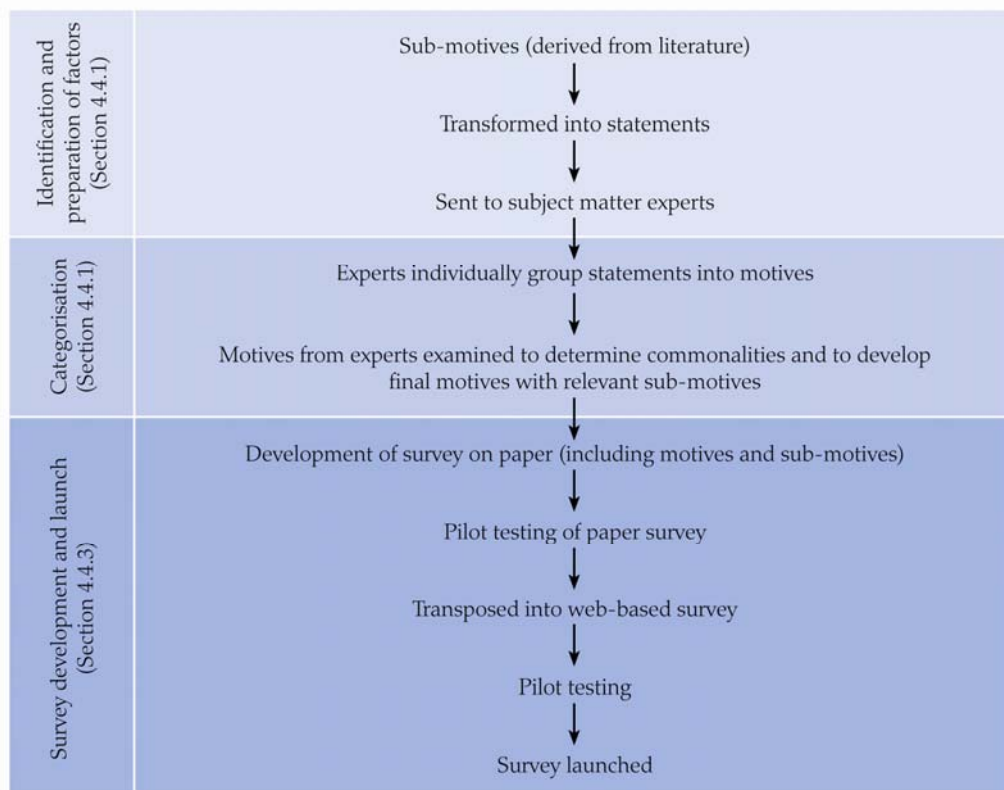 Identification and
preparation of factors
(Section 4.4.1)
Sub-motives (derived from literature)
Transformed into statements
Sent to subject matter experts
Categorisation
(Section 4.4.1)
Experts individually group statements into motives
Motives from experts examined to determine commonalities and to develop
final motives with relevant sub-motives
Survey development and launch
(Section 4.4.3)
Development of survey on paper (including motives and sub-motives)
Pilot testing of paper survey
Transposed into web-based survey
Pilot testing
Survey launched